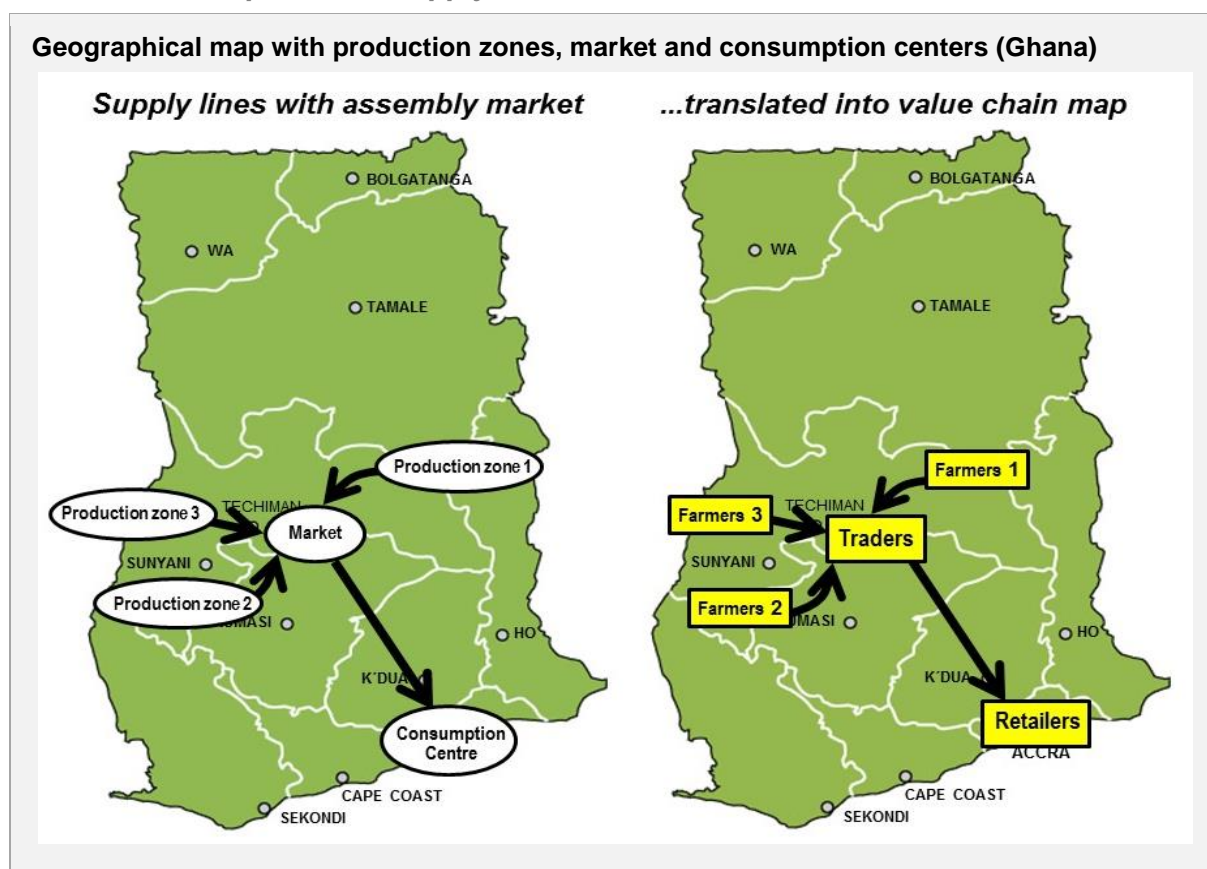 Geographical map with production zones, market and consumption centers (Ghana)
Supply lines with assembly market
BOLGATANGA
WA
TAMALE
Production zone 1
Production zone 3
TECHIMAN
Market
SUNYANI
Production zone 2
HO
K´DUA
Consumption
Centre
CAPE COAST
SEKONDI
...translated into value chain map
BOLGATANGA
WA
TAMALE
Farmers 1
Farmers 3
TECHIMAN
Traders
SUNYANI
Farmers 2
HO
K´DUA
Retailers
ACCRA
CAPE COAST
SEKONDI